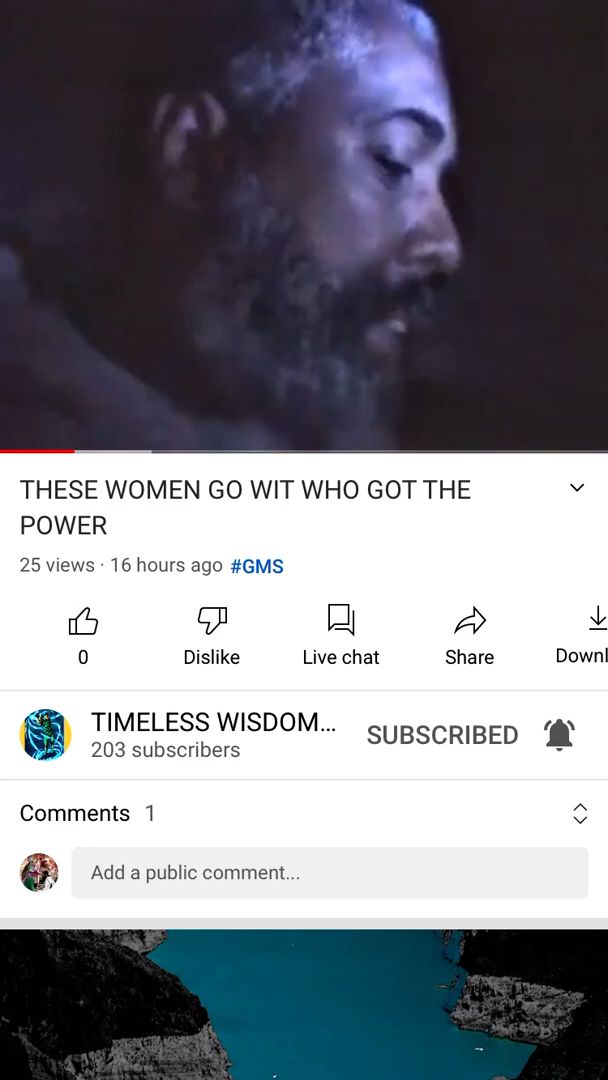 THESE WOMEN GO WIT WHO GOT THE
POWER
25 views · 16 hours ago #GMS
0 Dislike Live chat Share Downl
TIMELESS WISDOM... SUBSCRIBED
203 subscribers
Comments 1
Add a public comment...